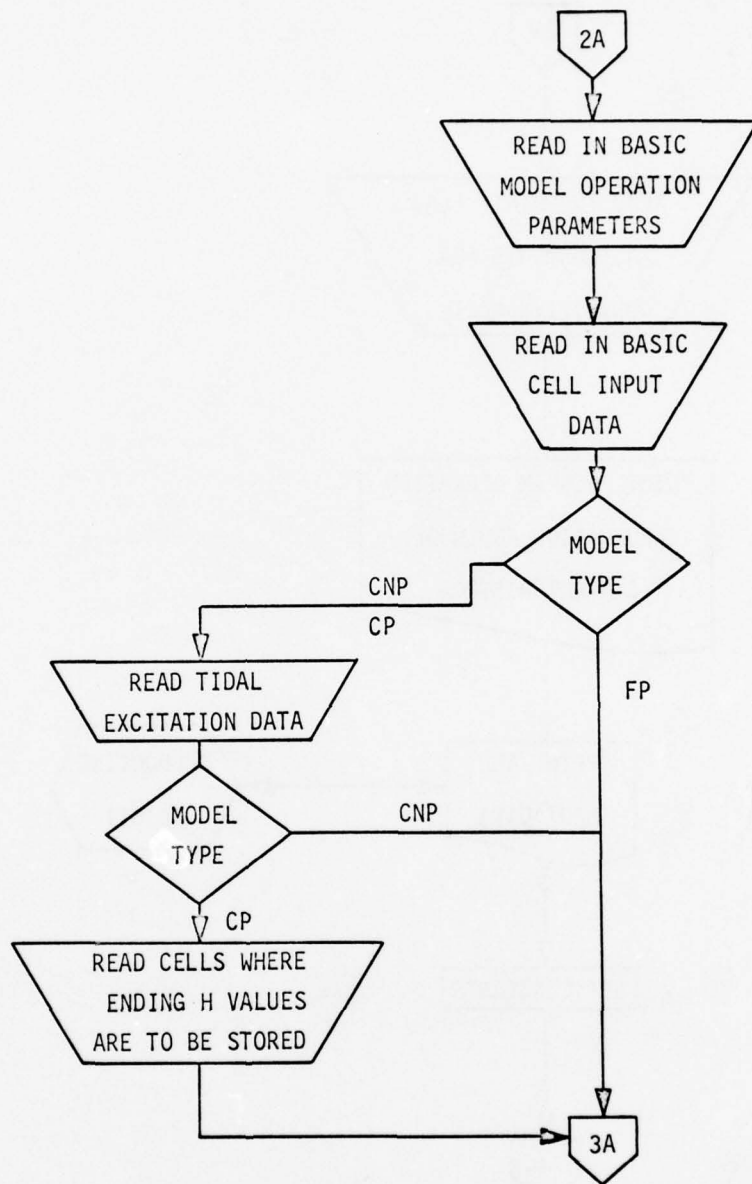 2A
READ IN BASIC
MODEL OPERATION
PARAMETERS
READ IN BASIC
CELL INPUT
DATA
MODEL
TYPE
CNP
CP
FP
READ TIDAL
EXCITATION DATA
MODEL
TYPE
CNP
CP
READ CELLS WHERE
ENDING H VALUES
ARE TO BE STORED
3A